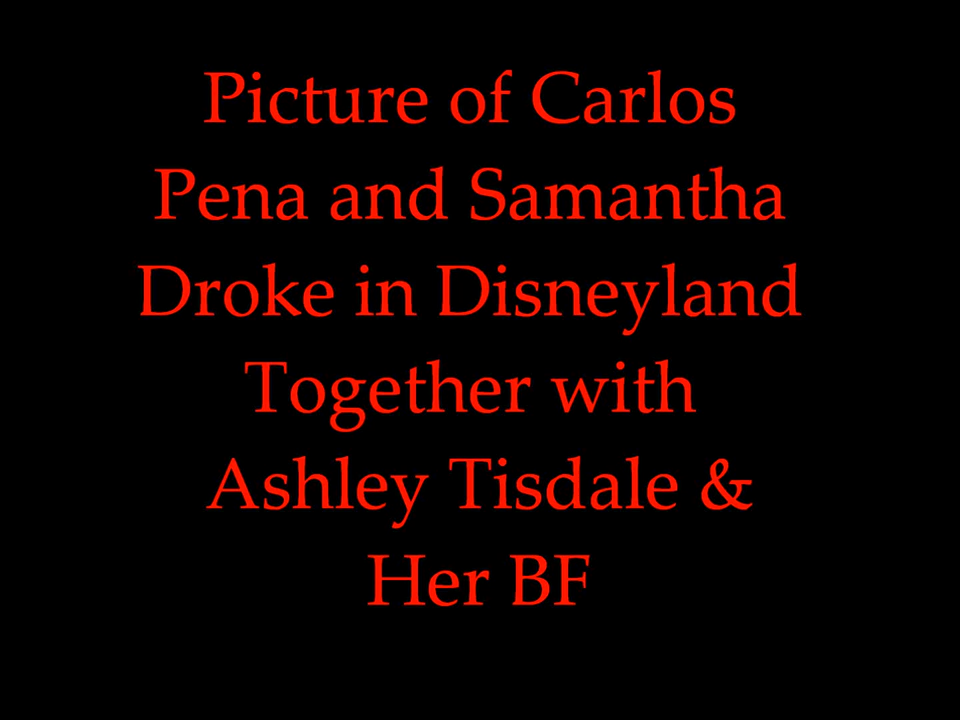 Picture of Carlos
Pena and Samantha
Droke in Disneyland
Together with
Ashley Tisdale &
Her BF